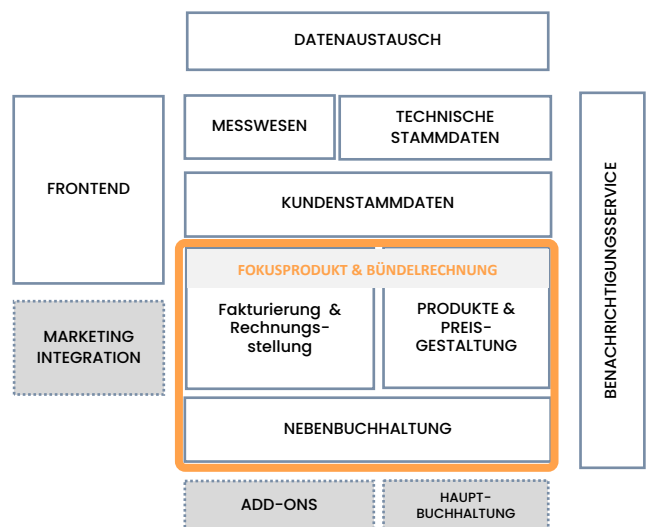 DATENAUSTAUSCH
FRONTEND
MESSWESEN
TECHNISCHE
STAMMDATEN
KUNDENSTAMMDATEN
BENACHRICHTIGUNGSSERVICE
FOKUSPRODUKT & BÜNDELRECHNUNG
Fakturierung &
Rechnungs-
stellung
PRODUKTE &
PREIS-
GESTALTUNG
MARKETING
INTEGRATION
NEBENBUCHHALTUNG
ADD-ONS
HAUPT-
BUCHHALTUNG